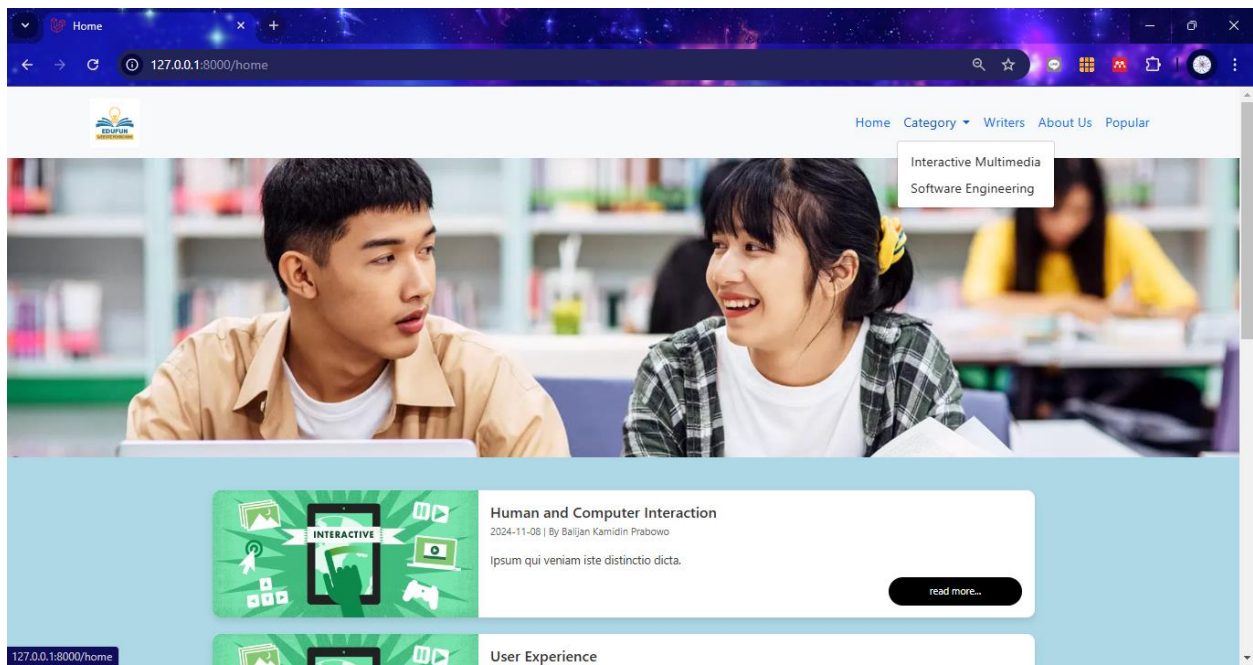 Home
127.0.0.1:8000/home
EDUFUN
Home Category Writers About Us Popular
Interactive Multimedia
Software Engineering
INTERACTIVE
Human and Computer Interaction
2024-11-08 | By Balijan Kamidin Prabowo
Ipsum qui veniam iste distinctio dicta.
read more...
User Experience
127.0.0.1:8000/home